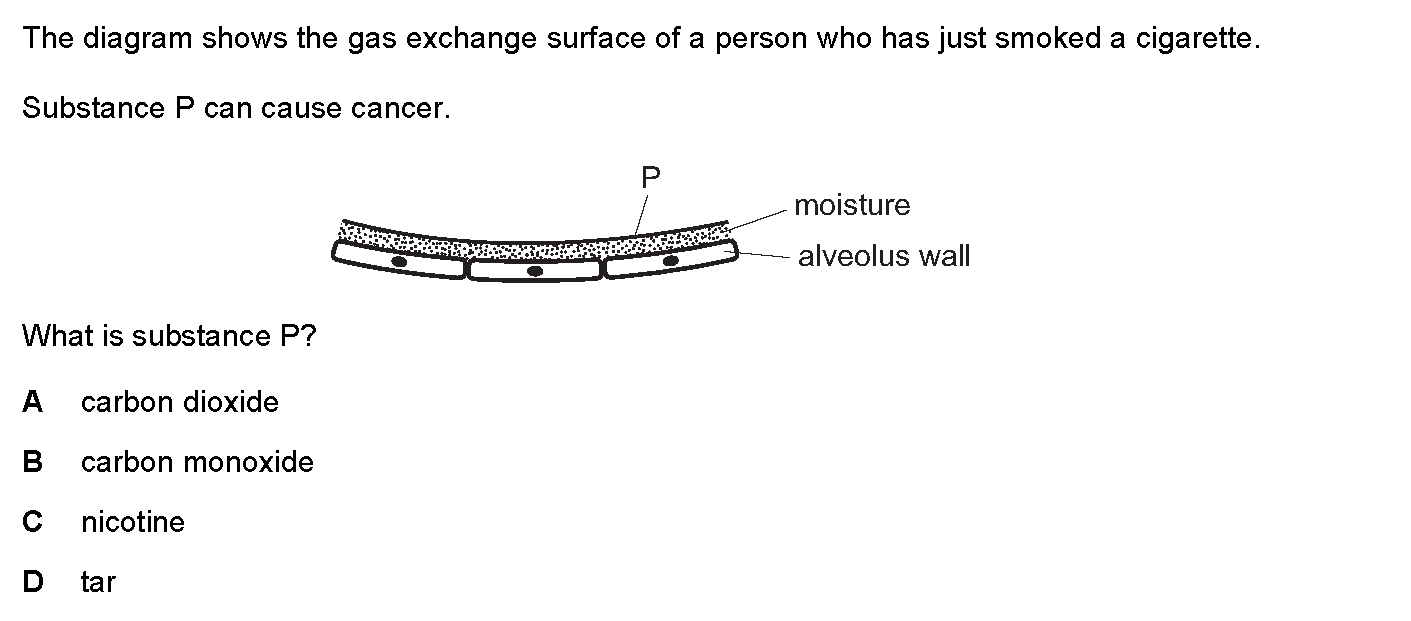 The diagram shows the gas exchange surface of a person who has just smoked a cigarette.
Substance P can cause cancer.
P
moisture
alveolus wall
What is substance P?
A carbon dioxide
B carbon monoxide
C nicotine
D tar